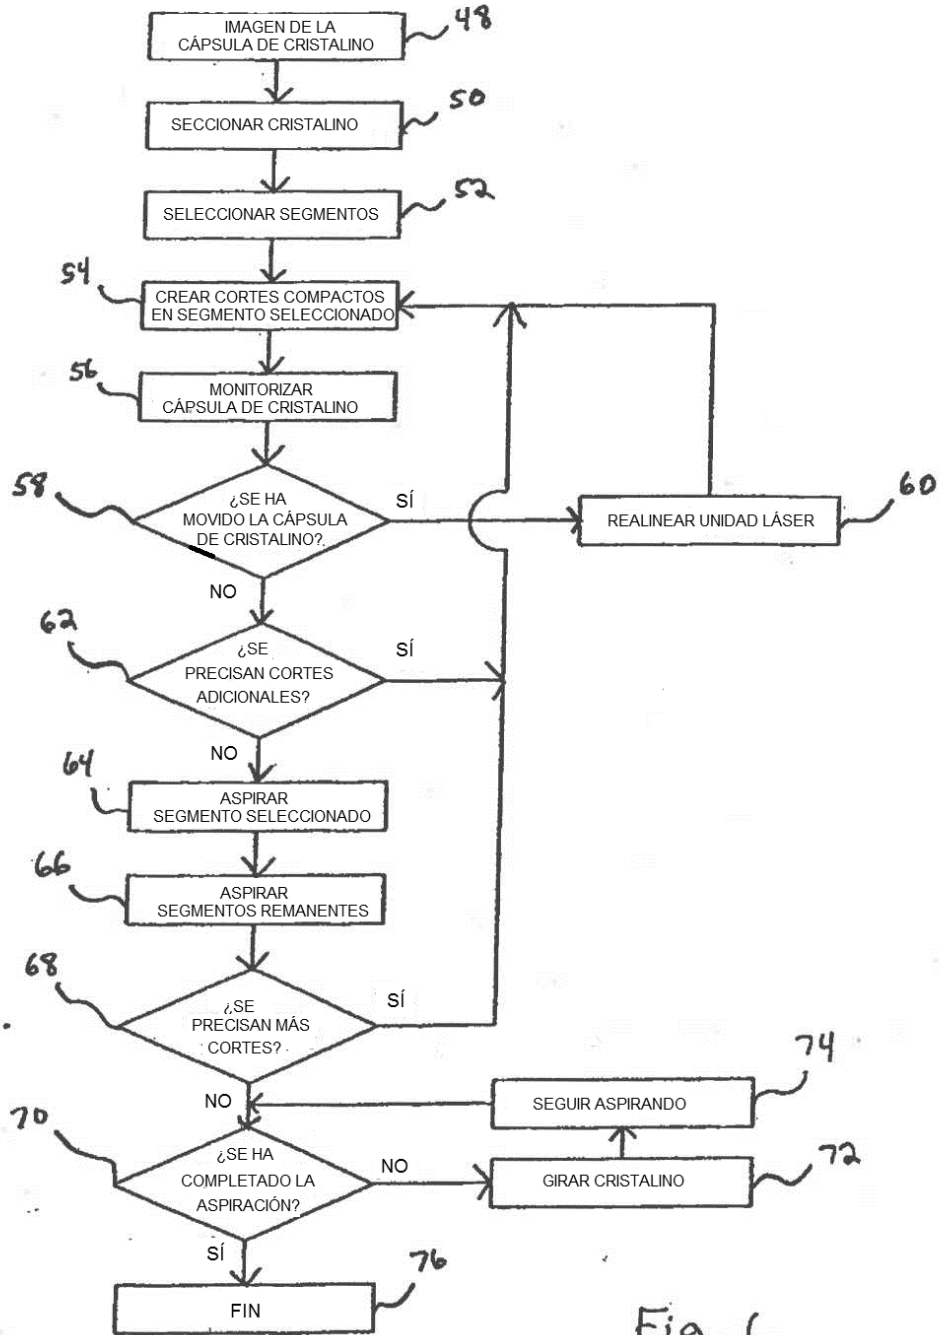 IMAGEN DE LA
CÁPSULA DE CRISTALINO
48
SECCIONAR CRISTALINO
50
SELECCIONAR SEGMENTOS
52
54
CREAR CORTES COMPACTOS
EN SEGMENTO SELECCIONADO
56
MONITORIZAR
CÁPSULA DE CRISTALINO
58
¿SE HA
MOVIDO LA CÁPSULA
DE CRISTALINO?
SÍ
REALINEAR UNIDAD LÁSER
60
NO
62
¿SE
PRECISAN CORTES
ADICIONALES?
SÍ
NO
64
ASPIRAR
SEGMENTO SELECCIONADO
66
ASPIRAR
SEGMENTOS REMANENTES
68
¿SE
PRECISAN MÁS
CORTES?
SÍ
NO
74
SEGUIR ASPIRANDO
70
¿SE HA
COMPLETADO LA
ASPIRACIÓN?
NO
GIRAR CRISTALINO
72
SÍ
FIN
76
Fig.